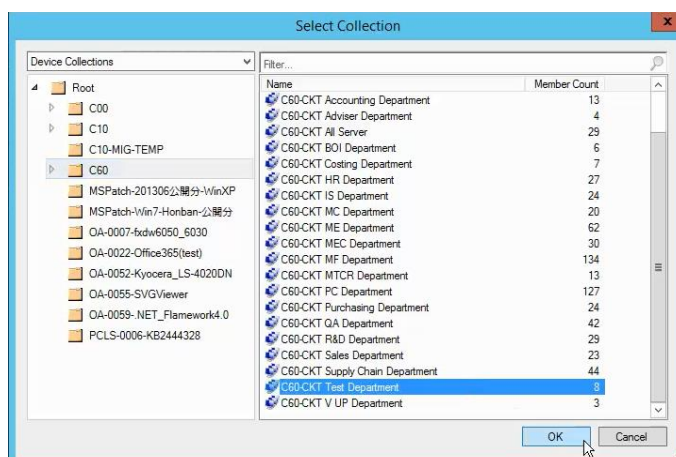 Select Collection
x
Device Collections
Filter...
Root
C00
C10
C10-MIG-TEMP
C60
MSPatch-201306公開分-WinXP
MSPatch-Win7-Honban-公開分
OA-0007-fxdw6050_6030
OA-0022-Office365(test)
OA-0052-Kyocera_LS-4020DN
OA-0055-SVGViewer
OA-0059-.NET_Flamework4.0
PCLS-0006-KB2444328
Name Member Count
C60-CKT Accounting Department 13
C60-CKT Adviser Department 4
C60-CKT All Server 29
C60-CKT BOI Department 6
C60-CKT Costing Department 7
C60-CKT HR Department 27
C60-CKT IS Department 24
C60-CKT MC Department 20
C60-CKT ME Department 62
C60-CKT MEC Department 30
C60-CKT MF Department 134
C60-CKT MTCR Department 13
C60-CKT PC Department 127
C60-CKT Purchasing Department 24
C60-CKT QA Department 42
C60-CKT R&D Department 29
C60-CKT Sales Department 23
C60-CKT Supply Chain Department 44
C60-CKT Test Department 8
C60-CKT V UP Department 3
OK Cancel